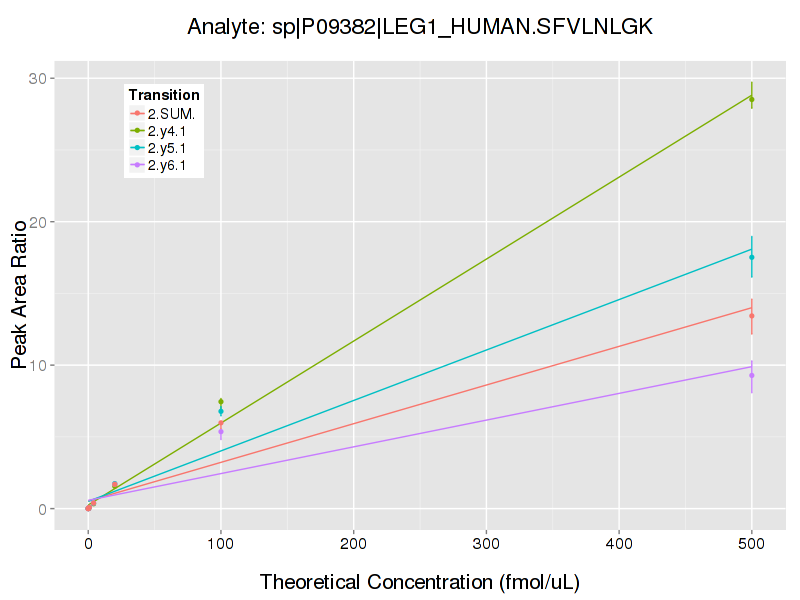 Analyte: sp|P09382|LEG1_HUMAN.SFVLNLGK
Transition
2.SUM.
2.y4.1
2.y5.1
2.y6.1
Peak Area Ratio
30
20
10
0
0 100 200 300 400 500
Theoretical Concentration (fmol/uL)